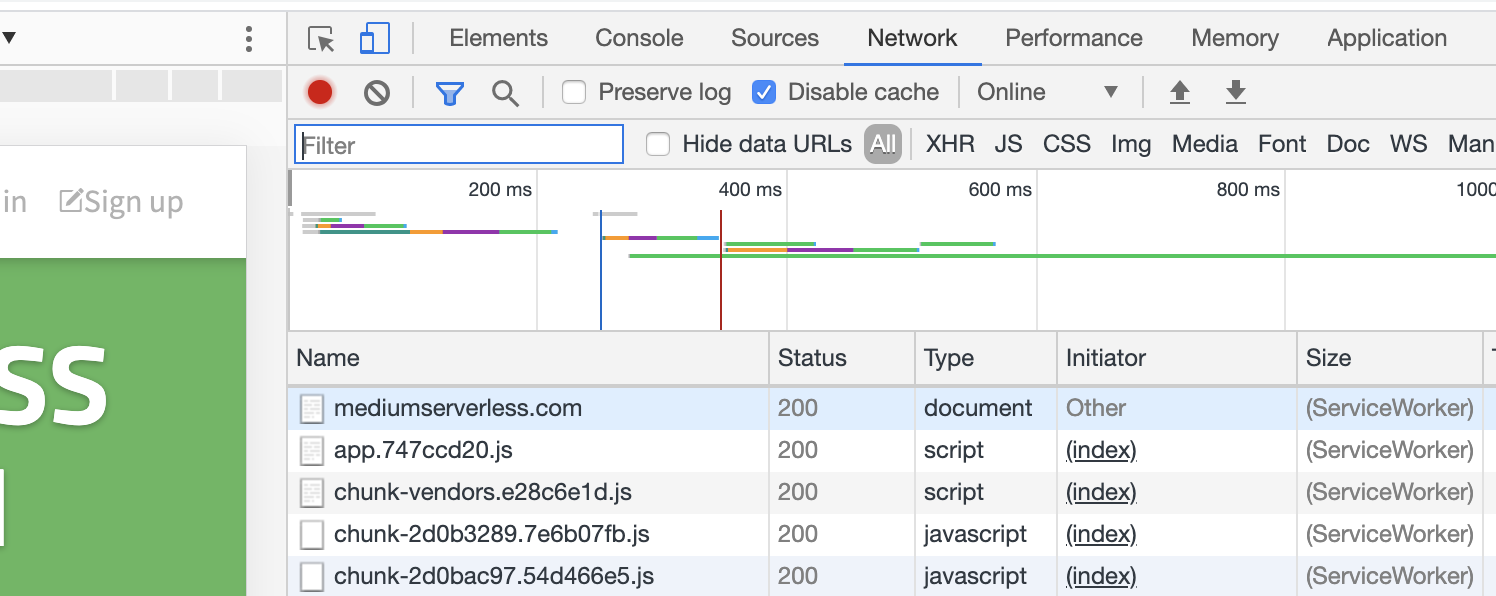 Elements Console Sources Network Performance Memory Application
Preserve log Disable cache Online
Filter Hide data URLs All XHR JS CSS Img Media Font Doc WS Man
200 ms 400 ms 600 ms 800 ms 1000
in Sign up
ss
Name Status Type Initiator Size
mediumserverless.com 200 document Other (ServiceWorker)
app.747ccd20.js 200 script (index) (ServiceWorker)
chunk-vendors.e28c6e1d.js 200 script (index) (ServiceWorker)
chunk-2d0b3289.7e6b07fb.js 200 javascript (index) (ServiceWorker)
chunk-2d0bac97.54d466e5.js 200 javascript (index) (ServiceWorker)